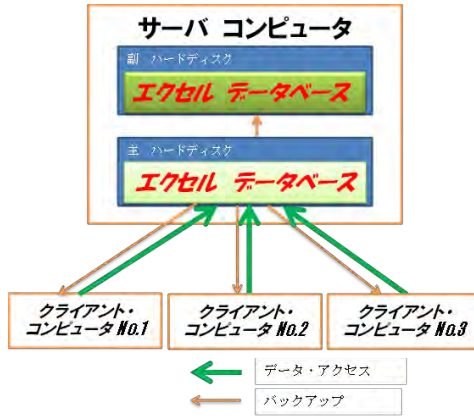 サーバ コンピュータ
副 ハードディスク
エクセル データベース
主 ハードディスク
エクセル データベース
クライアント・
コンピュータ No.1
クライアント・
コンピュータ No.2
クライアント・
コンピュータ No.3
データ・アクセス
バックアップ